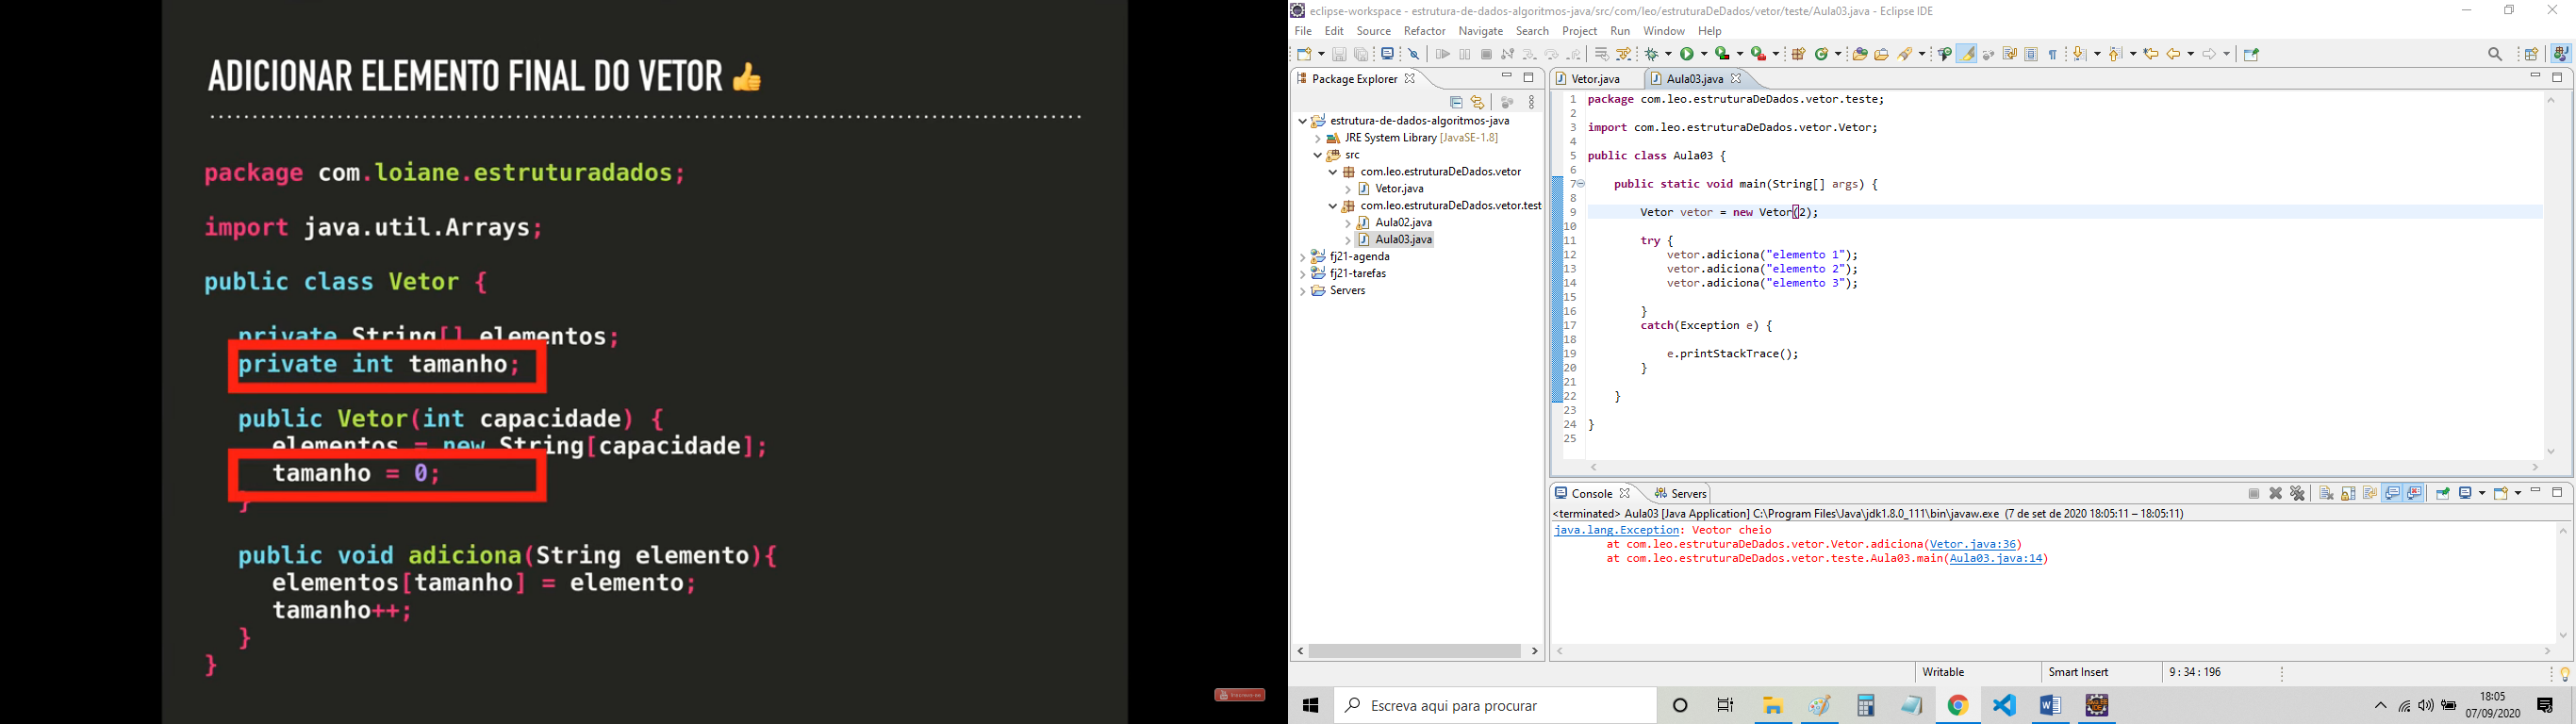 ADICIONAR ELEMENTO FINAL DO VETOR 👍
package com.loiane.estruturadados;
import java.util.Arrays;
public class Vetor {
private String[] elementos;
private int tamanho;
public Vetor(int capacidade) {
elementos = new String[capacidade];
tamanho = 0;
}
public void adiciona(String elemento){
elementos[tamanho] = elemento;
tamanho++;
}
}
eclipse-workspace - estrutura-de-dados-algoritmos-java/src/com/leo/estruturaDeDados/vetor/teste/Aula03.java - Eclipse IDE
File Edit Source Refactor Navigate Search Project Run Window Help
Package Explorer
estrutura-de-dados-algoritmos-java
JRE System Library [JavaSE-1.8]
src
com.leo.estruturaDeDados.vetor
Vetor.java
com.leo.estruturaDeDados.vetor.test
Aula02.java
Aula03.java
fj21-agenda
fj21-tarefas
Servers
Vetor.java Aula03.java
1 package com.leo.estruturaDeDados.vetor.teste;
2
3 import com.leo.estruturaDeDados.vetor.Vetor;
4
5 public class Aula03 {
6
7 public static void main(String[] args) {
8
9 Vetor vetor = new Vetor(2);
10
11 try {
12 vetor.adiciona("elemento 1");
13 vetor.adiciona("elemento 2");
14 vetor.adiciona("elemento 3");
15
16 }
17 catch(Exception e) {
18
19 e.printStackTrace();
20 }
21
22 }
23
24 }
25
Console Servers
<terminated> Aula03 [Java Application] C:\Program Files\Java\jdk1.8.0_111\bin\javaw.exe (7 de set de 2020 18:05:11 – 18:05:11)
java.lang.Exception: Veotor cheio
at com.leo.estruturaDeDados.vetor.Vetor.adiciona(Vetor.java:36)
at com.leo.estruturaDeDados.vetor.teste.Aula03.main(Aula03.java:14)
Writable Smart Insert 9 : 34 : 196
Escreva aqui para procurar
18:05
07/09/2020